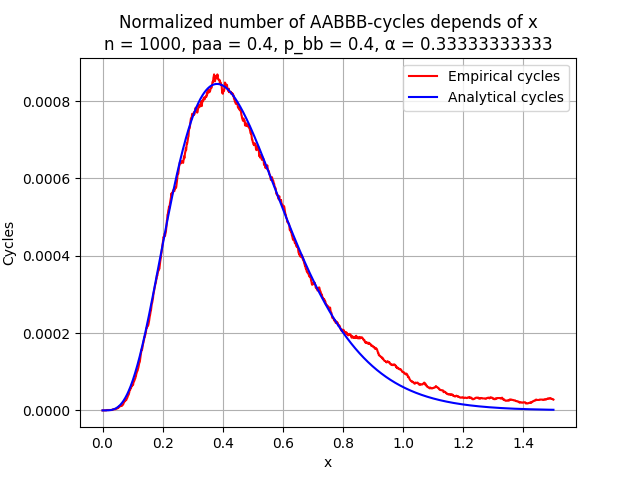 Normalized number of AABBB-cycles depends of x
n = 1000, paa = 0.4, p_bb = 0.4, α = 0.33333333333
Empirical cycles
Analytical cycles
Cycles
0.0008
0.0006
0.0004
0.0002
0.0000
0.0 0.2 0.4 0.6 0.8 1.0 1.2 1.4
x